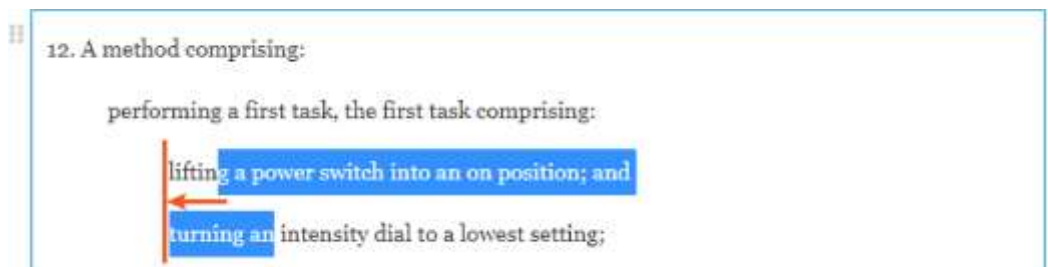 12. A method comprising:
performing a first task, the first task comprising:
lifting a power switch into an on position; and
turning an intensity dial to a lowest setting;